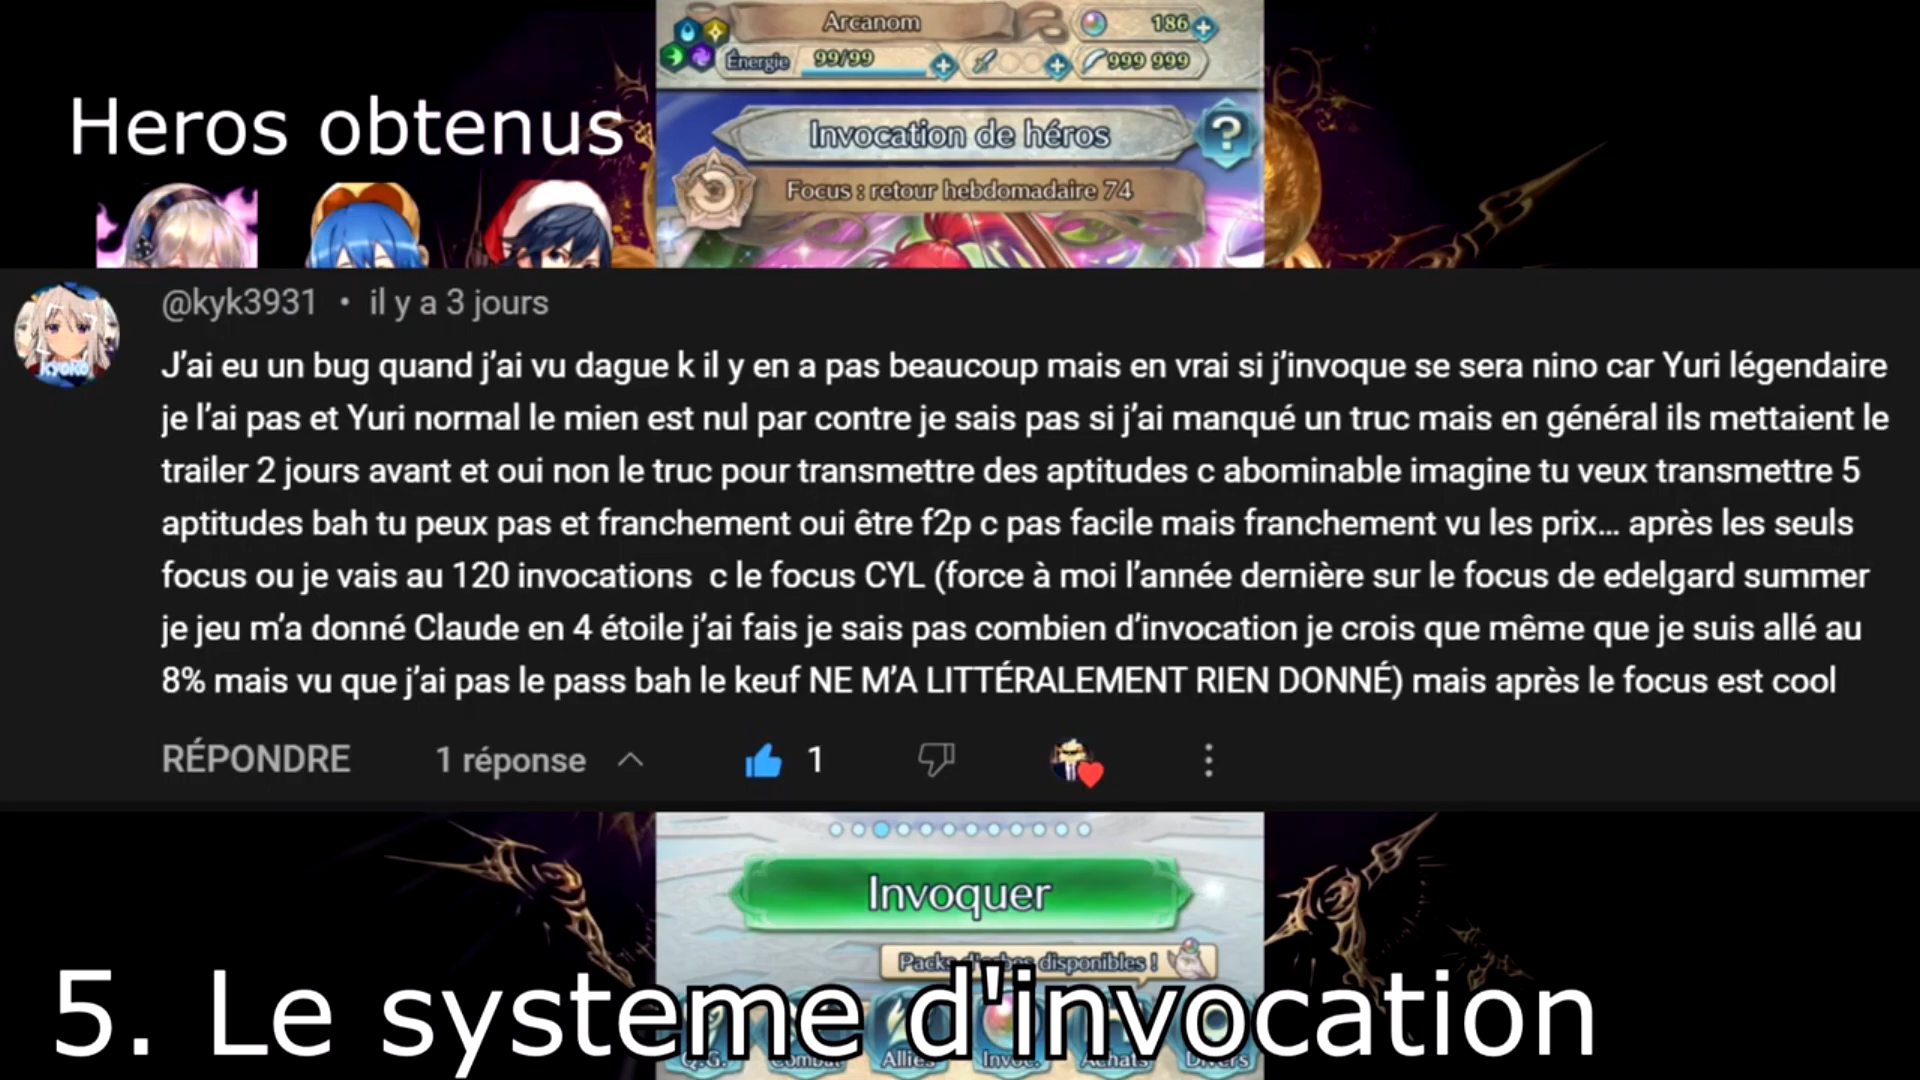 Arcanom
186
Énergie 99/99
999 999
Heros obtenus
Invocation de héros
?
Focus : retour hebdomadaire 74
@kyk3931 • il y a 3 jours
KYOKO
J'ai eu un bug quand j'ai vu dague k il y en a pas beaucoup mais en vrai si j'invoque se sera nino car Yuri légendaire
je l'ai pas et Yuri normal le mien est nul par contre je sais pas si j'ai manqué un truc mais en général ils mettaient le
trailer 2 jours avant et oui non le truc pour transmettre des aptitudes c abominable imagine tu veux transmettre 5
aptitudes bah tu peux pas et franchement oui être f2p c pas facile mais franchement vu les prix... après les seuls
focus ou je vais au 120 invocations  c le focus CYL (force à moi l'année dernière sur le focus de edelgard summer
je jeu m'a donné Claude en 4 étoile j'ai fais je sais pas combien d'invocation je crois que même que je suis allé au
8% mais vu que j'ai pas le pass bah le keuf NE M'A LITTÉRALEMENT RIEN DONNÉ) mais après le focus est cool
RÉPONDRE 1 réponse 1
Invoquer
Packs d'orbes disponibles !
5. Le systeme d'invocation
Q.G. Combat Alliés Invoc. Achats Divers